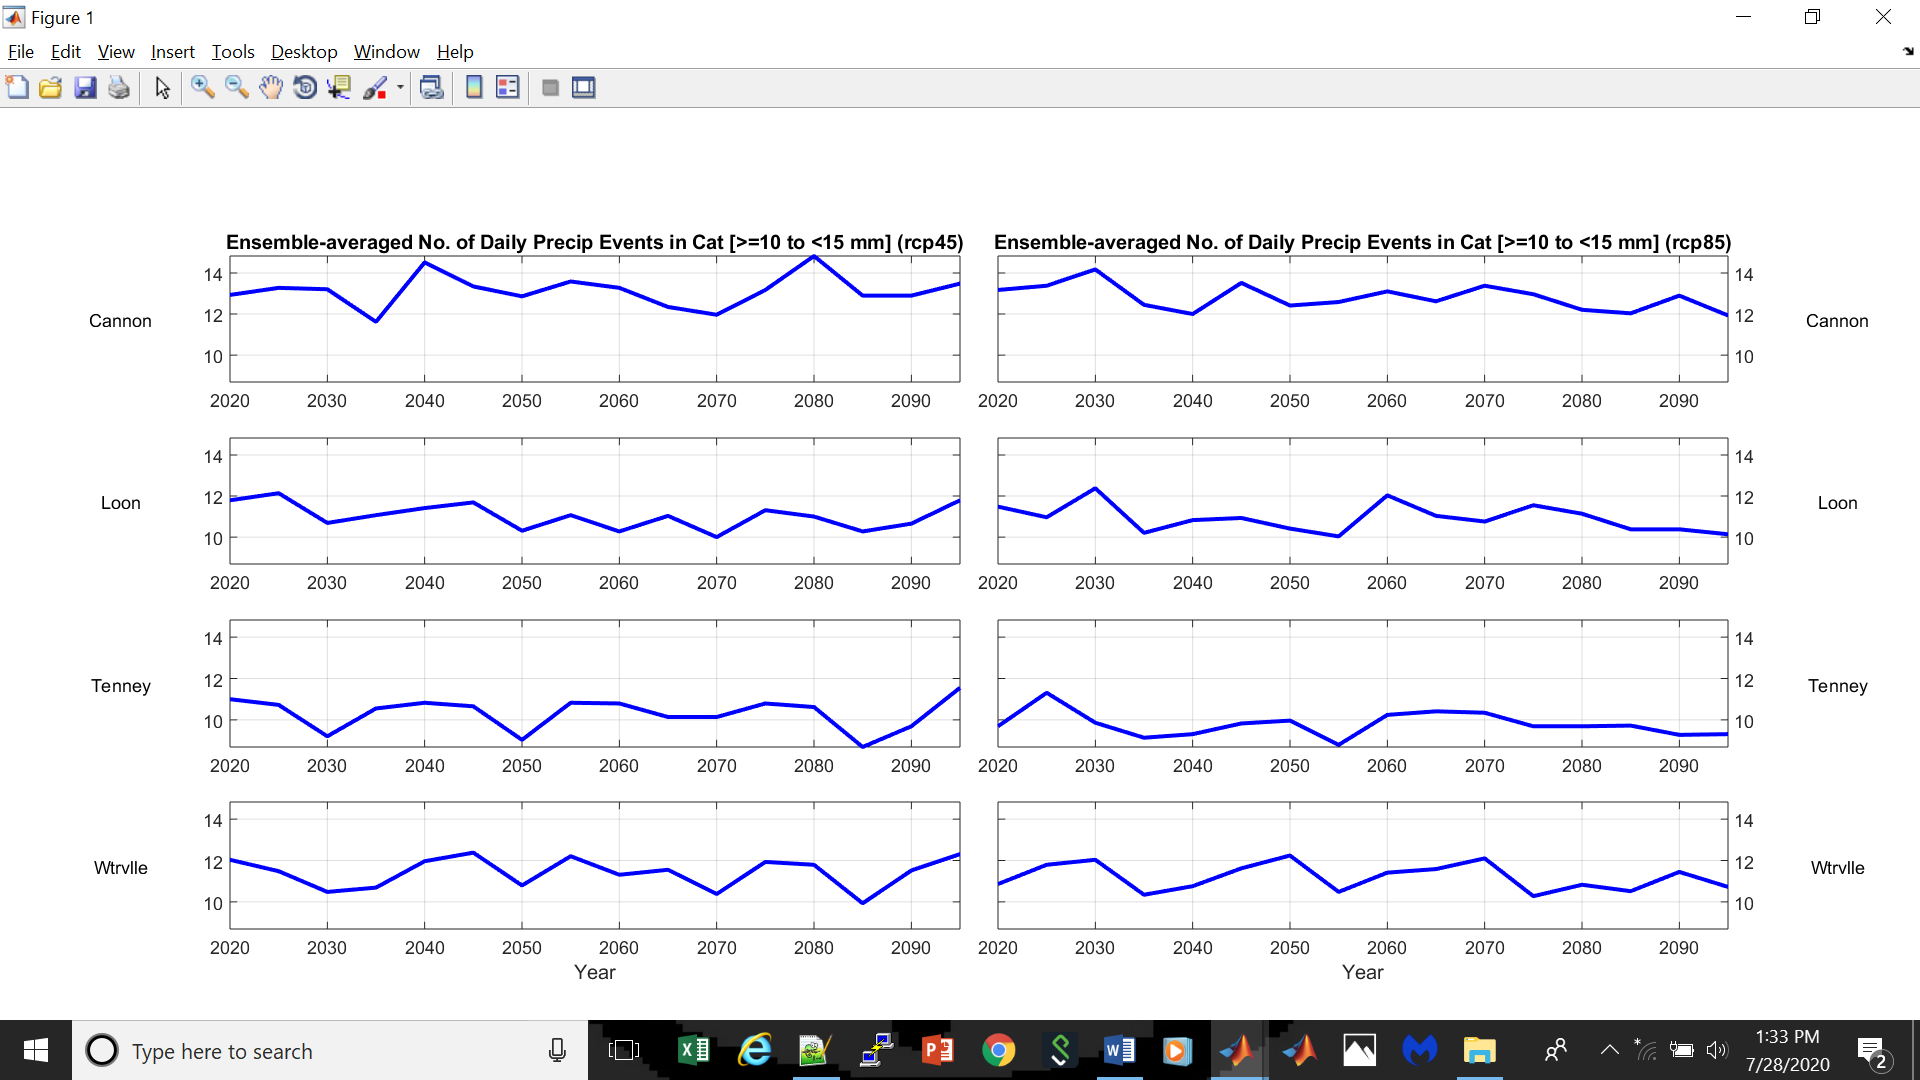 Figure 1
File Edit View Insert Tools Desktop Window Help
Ensemble-averaged No. of Daily Precip Events in Cat [>=10 to <15 mm] (rcp45)
Ensemble-averaged No. of Daily Precip Events in Cat [>=10 to <15 mm] (rcp85)
14 14
Cannon 12 12 Cannon
10 10
2020 2030 2040 2050 2060 2070 2080 2090 2020 2030 2040 2050 2060 2070 2080 2090
14 14
Loon 12 12 Loon
10 10
2020 2030 2040 2050 2060 2070 2080 2090 2020 2030 2040 2050 2060 2070 2080 2090
14 14
Tenney 12 12 Tenney
10 10
2020 2030 2040 2050 2060 2070 2080 2090 2020 2030 2040 2050 2060 2070 2080 2090
14 14
Wtrvlle 12 12 Wtrvlle
10 10
2020 2030 2040 2050 2060 2070 2080 2090 2020 2030 2040 2050 2060 2070 2080 2090
Year Year
Type here to search
1:33 PM
7/28/2020
2